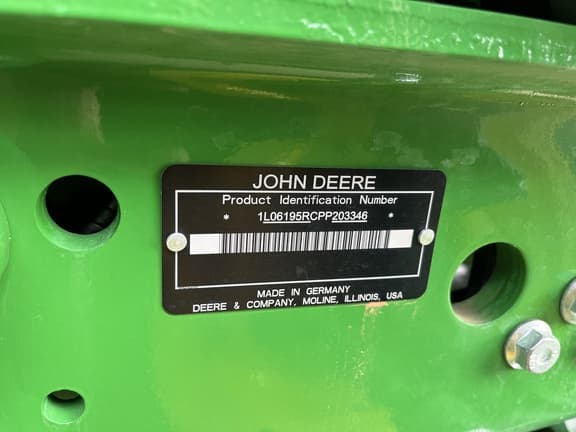 JOHN DEERE
Product Identification Number
* 1L06195RCPP203346 *
MADE IN GERMANY
DEERE & COMPANY, MOLINE, ILLINOIS, USA